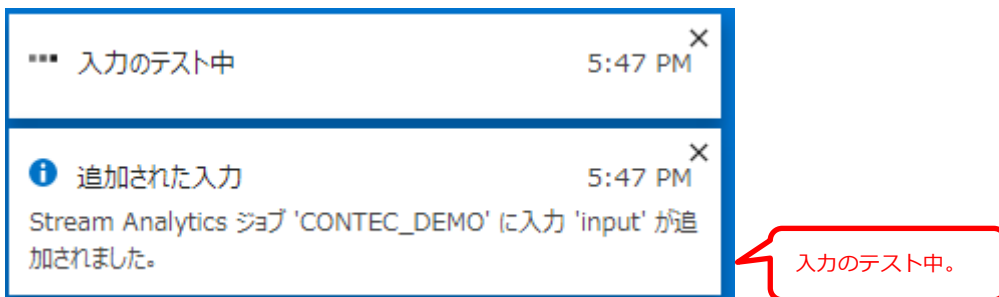 入力のテスト中
5:47 PM
追加された入力
5:47 PM
Stream Analytics ジョブ 'CONTEC_DEMO' に入力 'input' が追
加されました。
入力のテスト中。